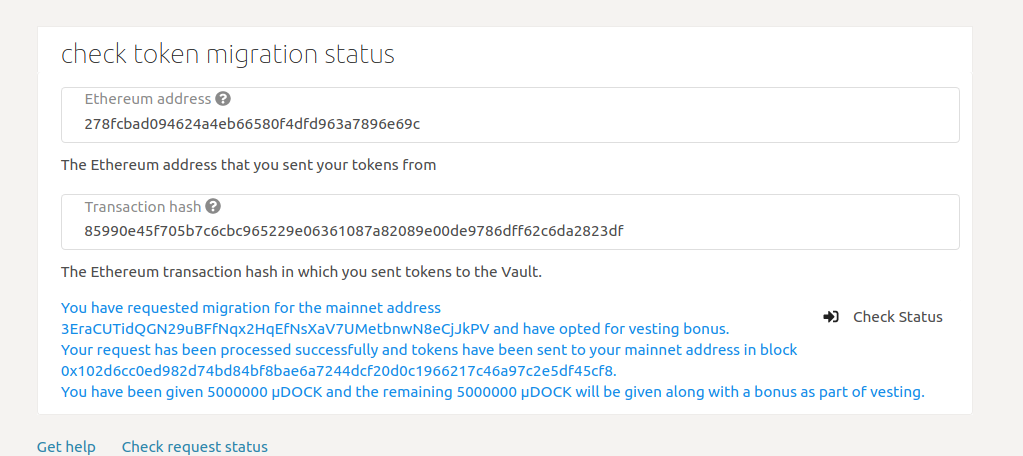 check token migration status
Ethereum address
278fcbad094624a4eb66580f4dfd963a7896e69c
The Ethereum address that you sent your tokens from
Transaction hash
85990e45f705b7c6cbc965229e06361087a82089e00de9786dff62c6da2823df
The Ethereum transaction hash in which you sent tokens to the Vault.
You have requested migration for the mainnet address
3EraCUTidQGN29uBFfNqx2HqEfNsXaV7UMetbnwN8eCjJkPV and have opted for vesting bonus.
Your request has been processed successfully and tokens have been sent to your mainnet address in block
0x102d6cc0ed982d74bd84bf8bae6a7244dcf20d0c1966217c46a97c2e5df45cf8.
You have been given 5000000 µDOCK and the remaining 5000000 µDOCK will be given along with a bonus as part of vesting.
Check Status
Get help
Check request status